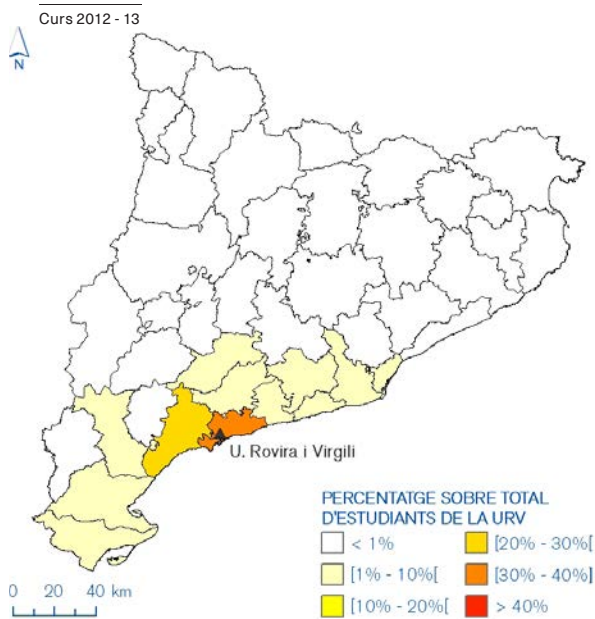 Curs 2012 - 13
N
U. Rovira i Virgili
PERCENTATGE SOBRE TOTAL
D'ESTUDIANTS DE LA URV
< 1%
[20% - 30%[
[1% - 10%[
[30% - 40%]
[10% - 20%[
> 40%
0 20 40 km